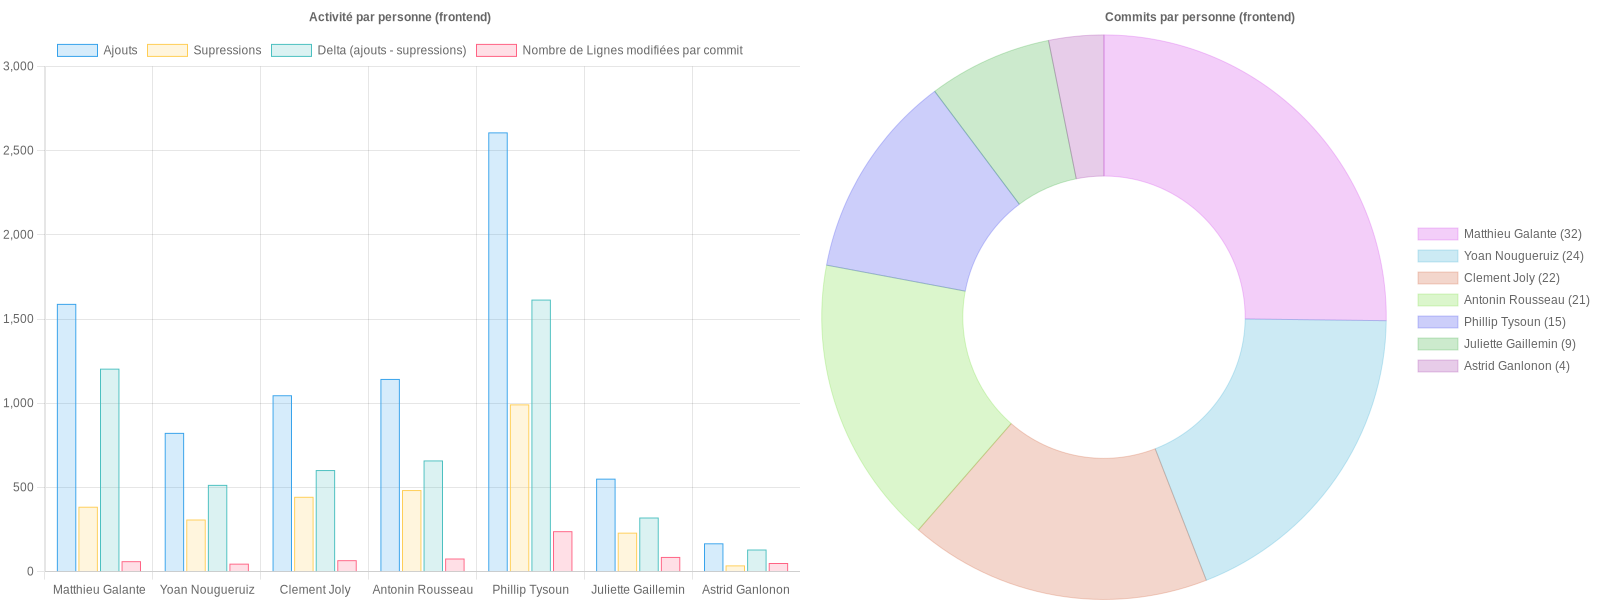 Activité par personne (frontend)
Ajouts Supressions Delta (ajouts - supressions) Nombre de Lignes modifiées par commit
3,000
2,500
2,000
1,500
1,000
500
0
Matthieu Galante Yoan Nougueruiz Clement Joly Antonin Rousseau Phillip Tysoun Juliette Gaillemin Astrid Ganlonon
Commits par personne (frontend)
Matthieu Galante (32)
Yoan Nougueruiz (24)
Clement Joly (22)
Antonin Rousseau (21)
Phillip Tysoun (15)
Juliette Gaillemin (9)
Astrid Ganlonon (4)